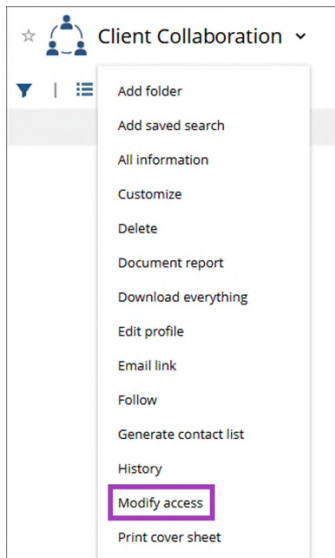 Client Collaboration
Add folder
Add saved search
All information
Customize
Delete
Document report
Download everything
Edit profile
Email link
Follow
Generate contact list
History
Modify access
Print cover sheet